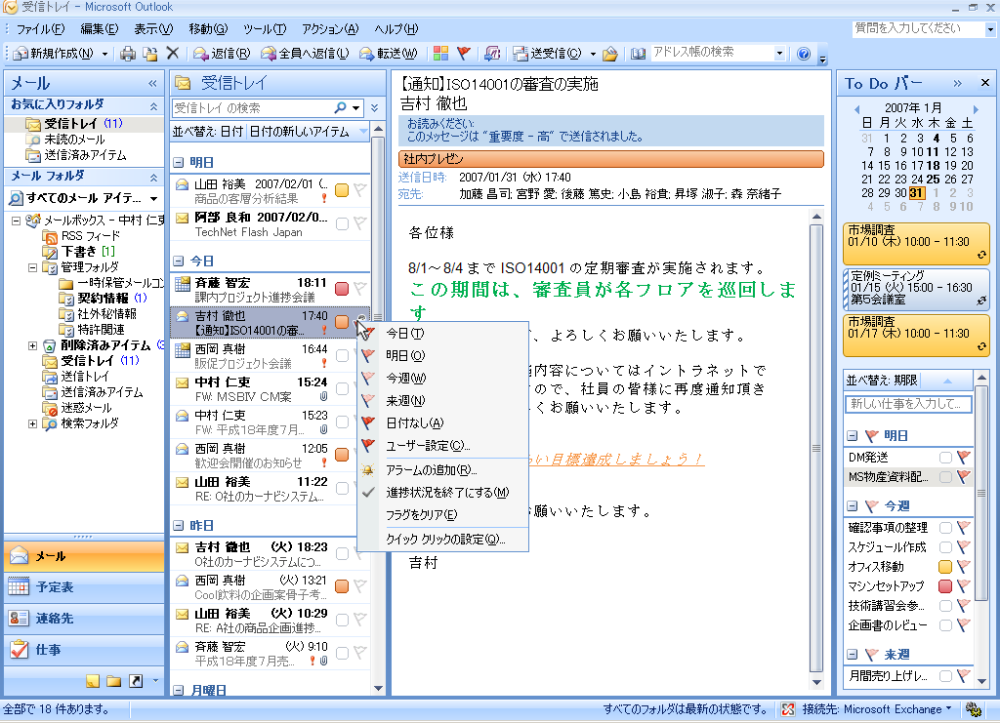 受信トレイ - Microsoft Outlook
ファイル(F) 編集(E) 表示(V) 移動(G) ツール(T) アクション(A) ヘルプ(H)
質問を入力してください
新規作成(N) 返信(R) 全員へ返信(L) 転送(W) 送受信(C) アドレス帳の検索
メール
お気に入りフォルダ
受信トレイ (11)
未読のメール
送信済みアイテム
メール フォルダ
すべてのメール アイテ...
メールボックス - 中村 仁吏
RSS フィード
下書き [1]
管理フォルダ
一時保管メールコン
契約情報 (1)
社外秘情報
特許関連
削除済みアイテム
受信トレイ (11)
送信トレイ
送信済みアイテム
迷惑メール
検索フォルダ
メール
予定表
連絡先
仕事
受信トレイ
受信トレイ の検索
並べ替え: 日付 日付の新しいアイテム
明日
山田 裕美 2007/02/01 (...
商品の客層分析結果
阿部 良和 2007/02/0...
TechNet Flash Japan
今日
斉藤 智宏 18:11
課内プロジェクト進捗会議
吉村 徹也 17:40
【通知】ISO14001の審...
西岡 真樹 16:44
販促プロジェクト会議
中村 仁吏 15:24
FW: MSBIV CM案
中村 仁吏 15:23
FW: 平成18年度7月...
西岡 真樹 12:05
歓迎会開催のお知らせ
山田 裕美 11:22
RE: O社のカーナビシステム...
昨日
吉村 徹也 (火) 18:23
O社のカーナビシステムにつ...
西岡 真樹 (火) 13:21
Cool飲料の企画案骨子考...
山田 裕美 (火) 10:29
RE: A社の商品企画進捗...
斉藤 智宏 (火) 9:10
平成18年度7月売...
月曜日
【通知】ISO14001の審査の実施
吉村 徹也
お読みください:
このメッセージは "重要度 - 高" で送信されました。
社内プレゼン
送信日時: 2007/01/31 (水) 17:40
宛先: 加藤 昌司; 宮野 愛; 後藤 篤史; 小島 裕貴; 昇塚 淑子; 森 奈緒子
各位様
8/1～8/4 まで ISO14001 の定期審査が実施されます。
この期間は、審査員が各フロアを巡回しま
す
、よろしくお願いいたします。
施内容についてはイントラネットで
すので、社員の皆様に再度通知頂き
くお願いいたします。
い目標達成しましょう！
お願いいたします。
吉村
今日(T)
明日(O)
今週(W)
来週(N)
日付なし(A)
ユーザー設定(C)...
アラームの追加(R)...
進捗状況を終了にする(M)
フラグをクリア(E)
クイック クリックの設定(Q)...
To Do バー
2007年 1月
日 月 火 水 木 金 土
31 1 2 3 4 5 6
7 8 9 10 11 12 13
14 15 16 17 18 19 20
21 22 23 24 25 26 27
28 29 30 31 1 2 3
4 5 6 7 8 9 10
市場調査
01/10 (木) 10:00 - 11:30
定例ミーティング
01/15 (火) 15:00 - 16:30
第5会議室
市場調査
01/17 (木) 10:00 - 11:30
並べ替え: 期限
新しい仕事を入力して...
明日
DM発送
MS物産資料配...
今週
確認事項の整理
スケジュール作成
オフィス移動
マシンセットアップ
技術講習会参...
企画書のレビュー
来週
月間売り上げレ...
全部で 18 件あります。 すべてのフォルダは最新の状態です。 接続先: Microsoft Exchange